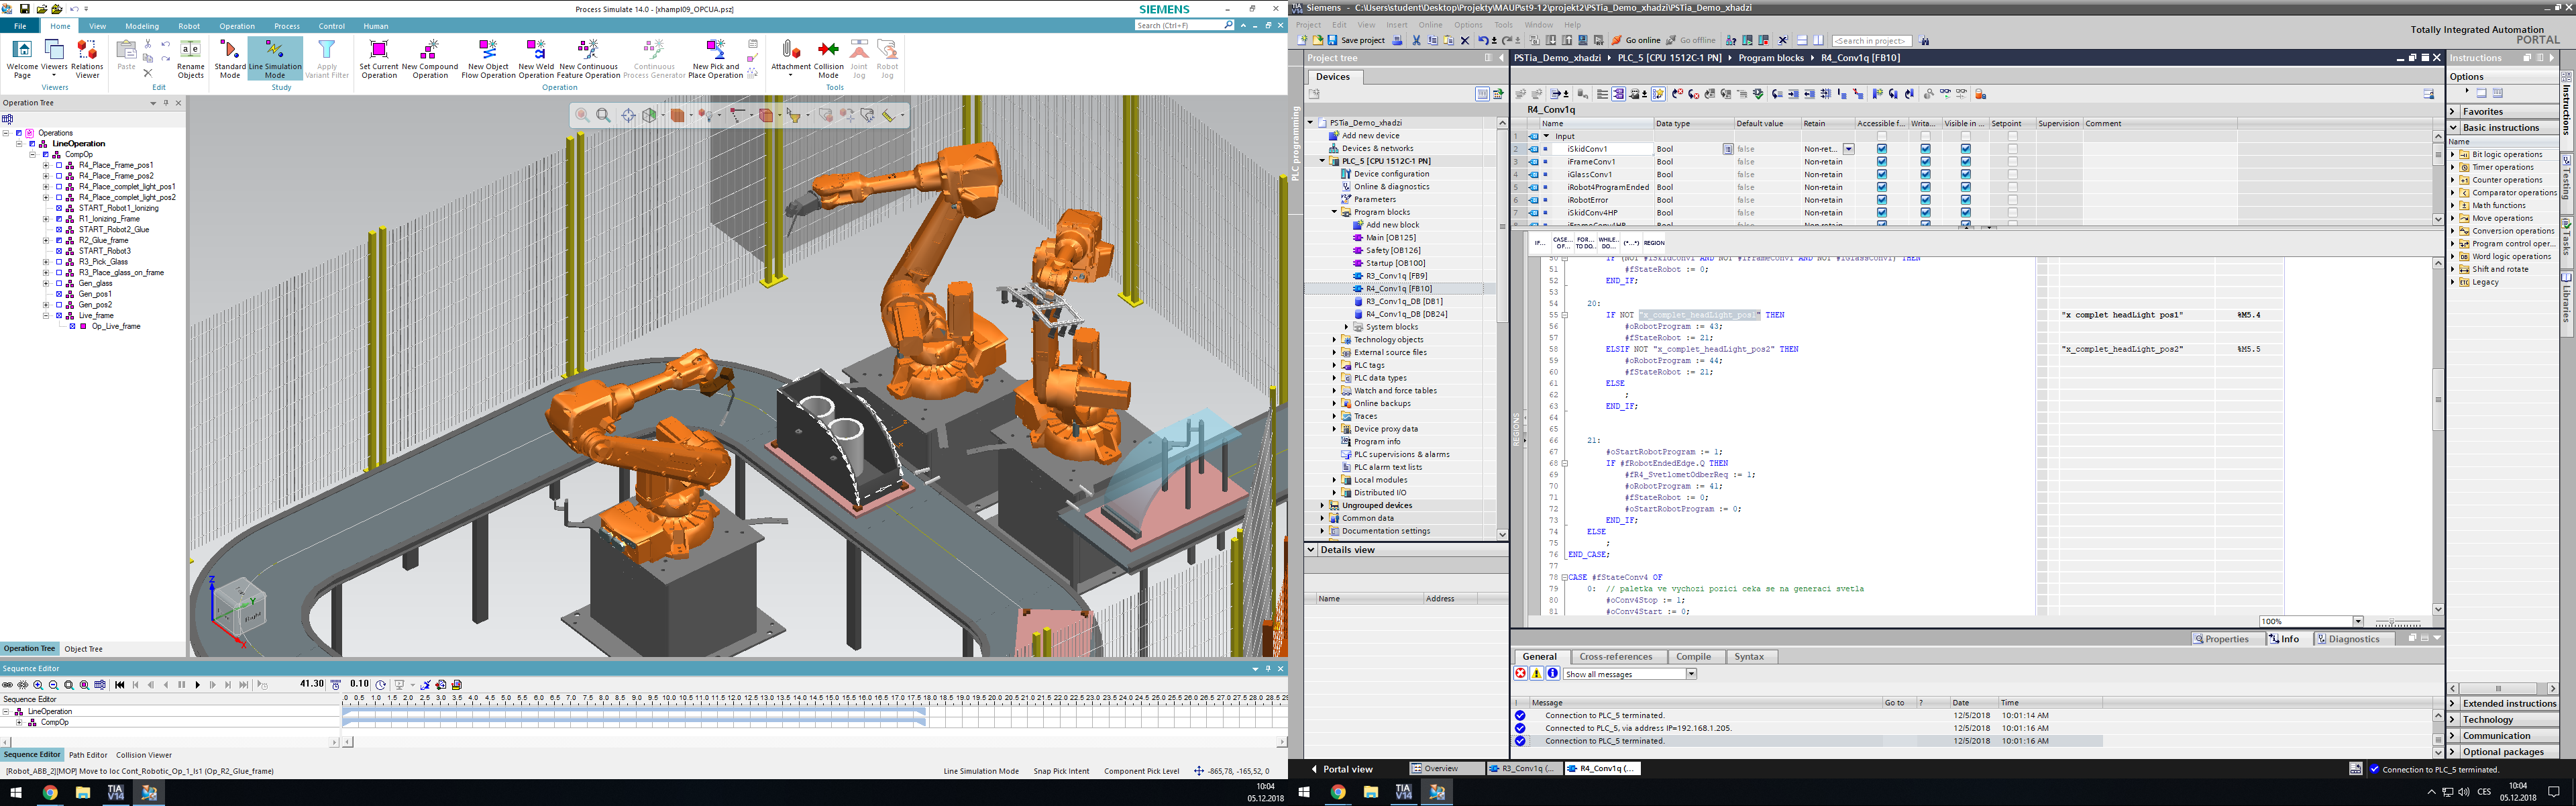 Process Simulate 14.0 - [xhampl09_OPCUA.psz]
SIEMENS
File Home View Modeling Robot Operation Process Control Human
Search (Ctrl+F)
Welcome Page
Viewers
Relations Viewer
Paste
Rename Objects
Standard Mode
Line Simulation Mode
Apply Variant Filter
Set Current Operation
New Compound Operation
New Object Flow Operation
New Weld Operation
New Continuous Feature Operation
Continuous Process Generator
New Pick and Place Operation
Attachment
Collision Mode
Joint Jog
Robot Jog
Viewers Edit Study Operation Tools
Operation Tree
Operations
LineOperation
CompOp
R4_Place_Frame_pos1
R4_Place_Frame_pos2
R4_Place_complet_light_pos1
R4_Place_complet_light_pos2
START_Robot1_Ionizing
R1_Ionizing_Frame
START_Robot2_Glue
R2_Glue_frame
START_Robot3
R3_Pick_Glass
R3_Place_glass_on_frame
Gen_glass
Gen_pos1
Gen_pos2
Live_frame
Op_Live_frame
Z
Y
X
Operation Tree Object Tree
Sequence Editor
41.30 0.10
Sequence Editor
LineOperation
CompOp
Sequence Editor Path Editor Collision Viewer
[Robot_ABB_2][MOP] Move to loc Cont_Robotic_Op_1_ls1 (Op_R2_Glue_frame)
Line Simulation Mode Snap Pick Intent Component Pick Level -865,78, -165,52, 0
10:04
05.12.2018
Siemens - C:\Users\student\Desktop\Projekty\MAUP\st9-12\projekt2\PSTia_Demo_xhadzi\PSTia_Demo_xhadzi
Project Edit View Insert Online Options Tools Window Help
Totally Integrated Automation
PORTAL
Save project Go online Go offline <Search in project>
Project tree
Devices
PLC programming
PSTia_Demo_xhadzi
Add new device
Devices & networks
PLC_5 [CPU 1512C-1 PN]
Device configuration
Online & diagnostics
Parameters
Program blocks
Add new block
Main [OB125]
Safety [OB126]
Startup [OB100]
R3_Conv1q [FB9]
R4_Conv1q [FB10]
R3_Conv1q_DB [DB1]
R4_Conv1q_DB [DB24]
System blocks
Technology objects
External source files
PLC tags
PLC data types
Watch and force tables
Online backups
Traces
Device proxy data
Program info
PLC supervisions & alarms
PLC alarm text lists
Local modules
Distributed I/O
Ungrouped devices
Common data
Documentation settings
Details view
Name Address
PSTia_Demo_xhadzi PLC_5 [CPU 1512C-1 PN] Program blocks R4_Conv1q [FB10]
R4_Conv1q
Name Data type Default value Retain Accessible f... Writa... Visible in ... Setpoint Supervision Comment
1 Input
2 iSkidConv1 Bool false Non-ret...
3 iFrameConv1 Bool false Non-retain
4 iGlassConv1 Bool false Non-retain
5 iRobot4ProgramEnded Bool false Non-retain
6 iRobotError Bool false Non-retain
7 iSkidConv4HP Bool false Non-retain
IF... CASE... OF... FOR... TO DO... WHILE... DO... (*...*) REGION
50 IF (NOT #iSkidConv1 AND NOT #iFrameConv1 AND NOT #iGlassConv1) THEN
51 #fStateRobot := 0;
52 END_IF;
53
54 20:
55 IF NOT "x_complet_headLight_pos1" THEN
"x complet headLight pos1" %M5.4
56 #oRobotProgram := 43;
57 #fStateRobot := 21;
58 ELSIF NOT "x_complet_headLight_pos2" THEN
"x_complet_headLight_pos2" %M5.5
59 #oRobotProgram := 44;
60 #fStateRobot := 21;
61 ELSE
62 ;
63 END_IF;
64
65
66 21:
67 #oStartRobotProgram := 1;
68 IF #fRobotEndedEdge.Q THEN
69 #fR4_SvetlometOdberReq := 1;
70 #oRobotProgram := 41;
71 #fStateRobot := 0;
72 #oStartRobotProgram := 0;
73 END_IF;
74 ELSE
75 ;
76 END_CASE;
77
78 CASE #fStateConv4 OF
79 0: // paletka ve vychozi pozici ceka se na generaci svetla
80 #oConv4Stop := 1;
81 #oConv4Start := 0;
REGIONS
100%
Properties Info Diagnostics
General Cross-references Compile Syntax
Show all messages
! Message Go to ? Date Time
Connection to PLC_5 terminated. 12/5/2018 10:01:14 AM
Connected to PLC_5, via address IP=192.168.1.205. 12/5/2018 10:01:16 AM
Connection to PLC_5 terminated. 12/5/2018 10:01:16 AM
Instructions
Options
Favorites
Basic instructions
Name
Bit logic operations
Timer operations
Counter operations
Comparator operations
Math functions
Move operations
Conversion operations
Program control oper...
Word logic operations
Shift and rotate
Legacy
Extended instructions
Technology
Communication
Optional packages
Instructions
Testing
Tasks
Libraries
Portal view Overview R3_Conv1q (... R4_Conv1q (...
Connection to PLC_5 terminated.
CES
10:04
05.12.2018